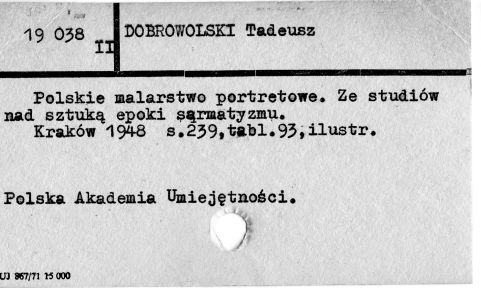 19 038
II
DOBROWOLSKI Tadeusz
Polskie malarstwo portretowe. Ze studiów
nad sztuką epoki sarmatyzmu.
Kraków 1948 s.239,tabl.93,ilustr.
Polska Akademia Umiejętności.
UJ 867/71 15 000